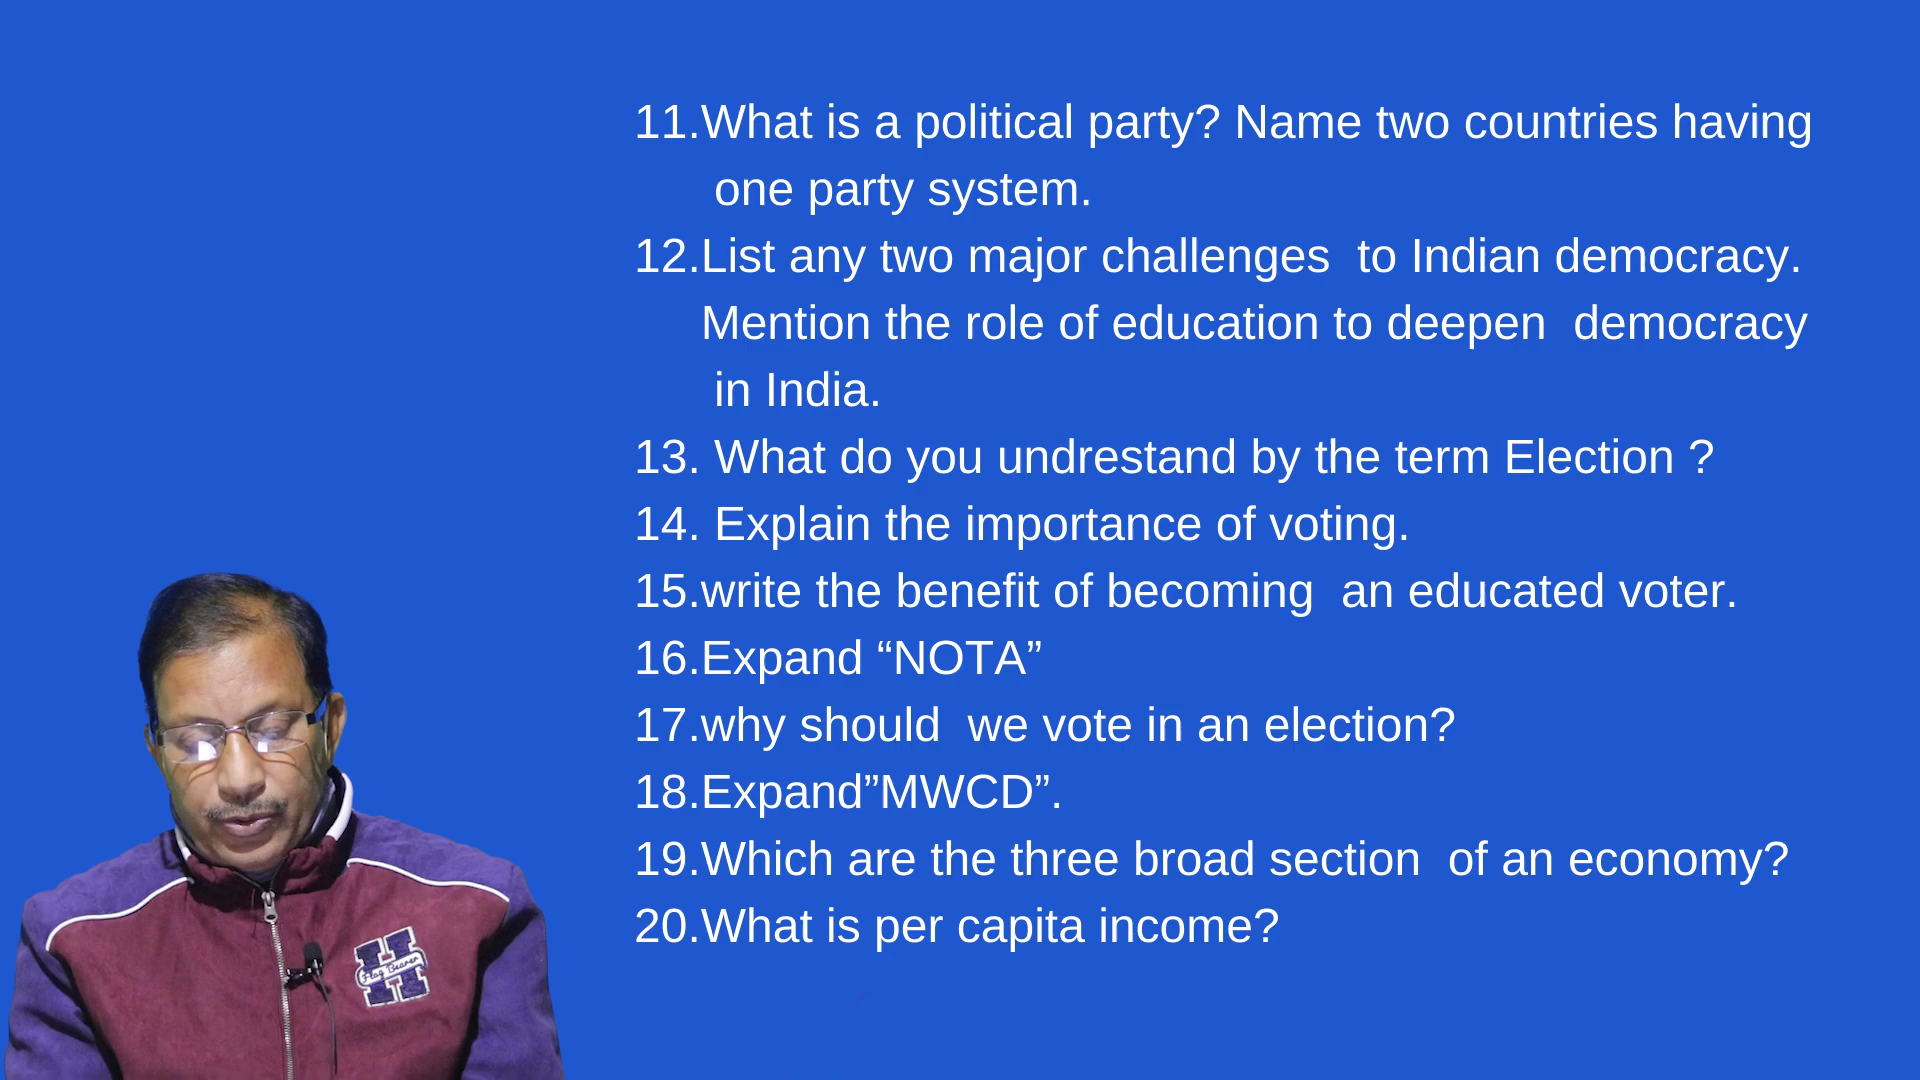 11.What is a political party? Name two countries having
one party system.
12.List any two major challenges  to Indian democracy.
Mention the role of education to deepen  democracy
in India.
13. What do you undrestand by the term Election ?
14. Explain the importance of voting.
15.write the benefit of becoming  an educated voter.
16.Expand “NOTA”
17.why should  we vote in an election?
18.Expand”MWCD”.
19.Which are the three broad section  of an economy?
20.What is per capita income?
H
Flag Bearer